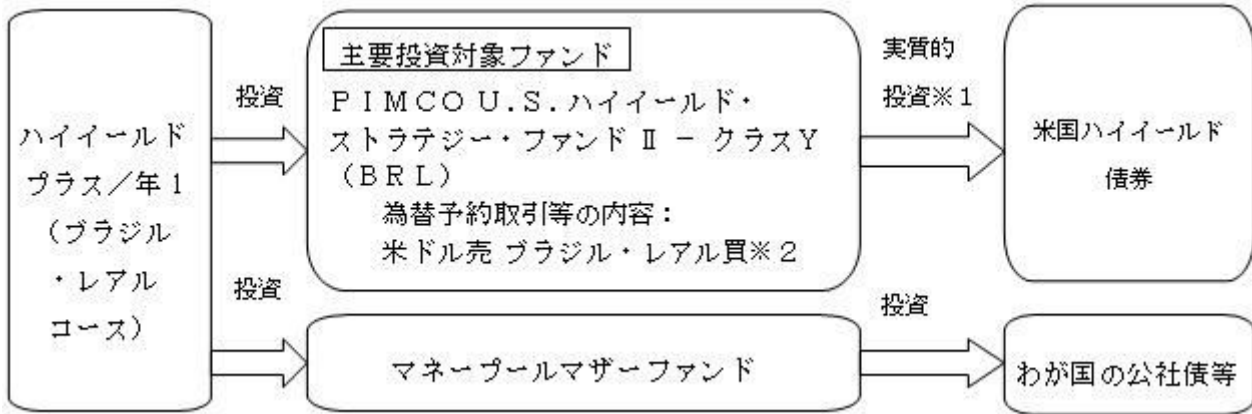 ハイイールド
プラス／年１
（ブラジル
・レアル
コース）
投資
投資
主要投資対象ファンド
ＰＩＭＣＯ U.S.ハイイールド・
ストラテジー・ファンド Ⅱ － クラスＹ
（ＢＲＬ）
為替予約取引等の内容：
米ドル売 ブラジル・レアル買※２
マネープールマザーファンド
実質的
投資※１
投資
米国ハイイールド
債券
わが国の公社債等